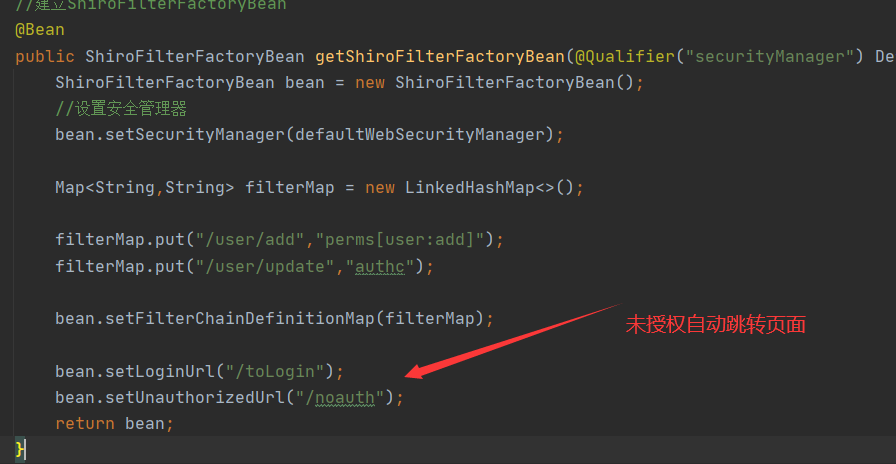 //建立ShiroFilterFactoryBean
@Bean
public ShiroFilterFactoryBean getShiroFilterFactoryBean(@Qualifier("securityManager") De
ShiroFilterFactoryBean bean = new ShiroFilterFactoryBean();
//设置安全管理器
bean.setSecurityManager(defaultWebSecurityManager);
Map<String,String> filterMap = new LinkedHashMap<>();
filterMap.put("/user/add","perms[user:add]");
filterMap.put("/user/update","authc");
bean.setFilterChainDefinitionMap(filterMap);
未授权自动跳转页面
bean.setLoginUrl("/toLogin");
bean.setUnauthorizedUrl("/noauth");
return bean;
}